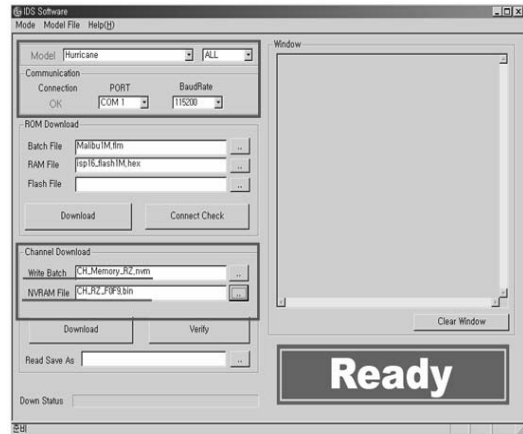 IDS Software
Mode Model File Help(H)
Model Hurricane ALL
Communication
Connection PORT BaudRate
OK COM 1 115200
ROM Download
Batch File Malibu1M,flm
RAM File isp16_flash1M,hex
Flash File
Download Connect Check
Channel Download
Write Batch CH_Memory_RZ,nvm
NVRAM File CH_RZ_F0F9,bin
Download Verify
Read Save As
Down Status
준비
Window
Clear Window
Ready